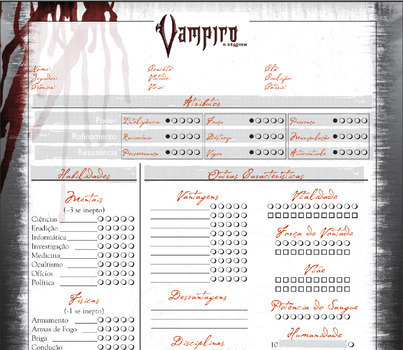 Vampiro
O RÉQUIEM
Nome: Conceito: Clã:
Jogador: Virtude: Coalizão:
Crônica: Vício:
Atributos
Poder Inteligência Força Presença
Refinamento Raciocínio Destreza Manipulação
Resistência Perseverança Vigor Autocontrole
Habilidades Outras Características
Mentais
(-3 se inepto)
Ciências
Erudição
Informática
Investigação
Medicina
Ocultismo
Ofícios
Política
Físicas
(-1 se inepto)
Armamento
Armas de Fogo
Briga
Condução
Vantagens
Desvantagens
Disciplinas
Vitalidade
Força de Vontade
Vitae
Potência do Sangue
Humanidade
10
9